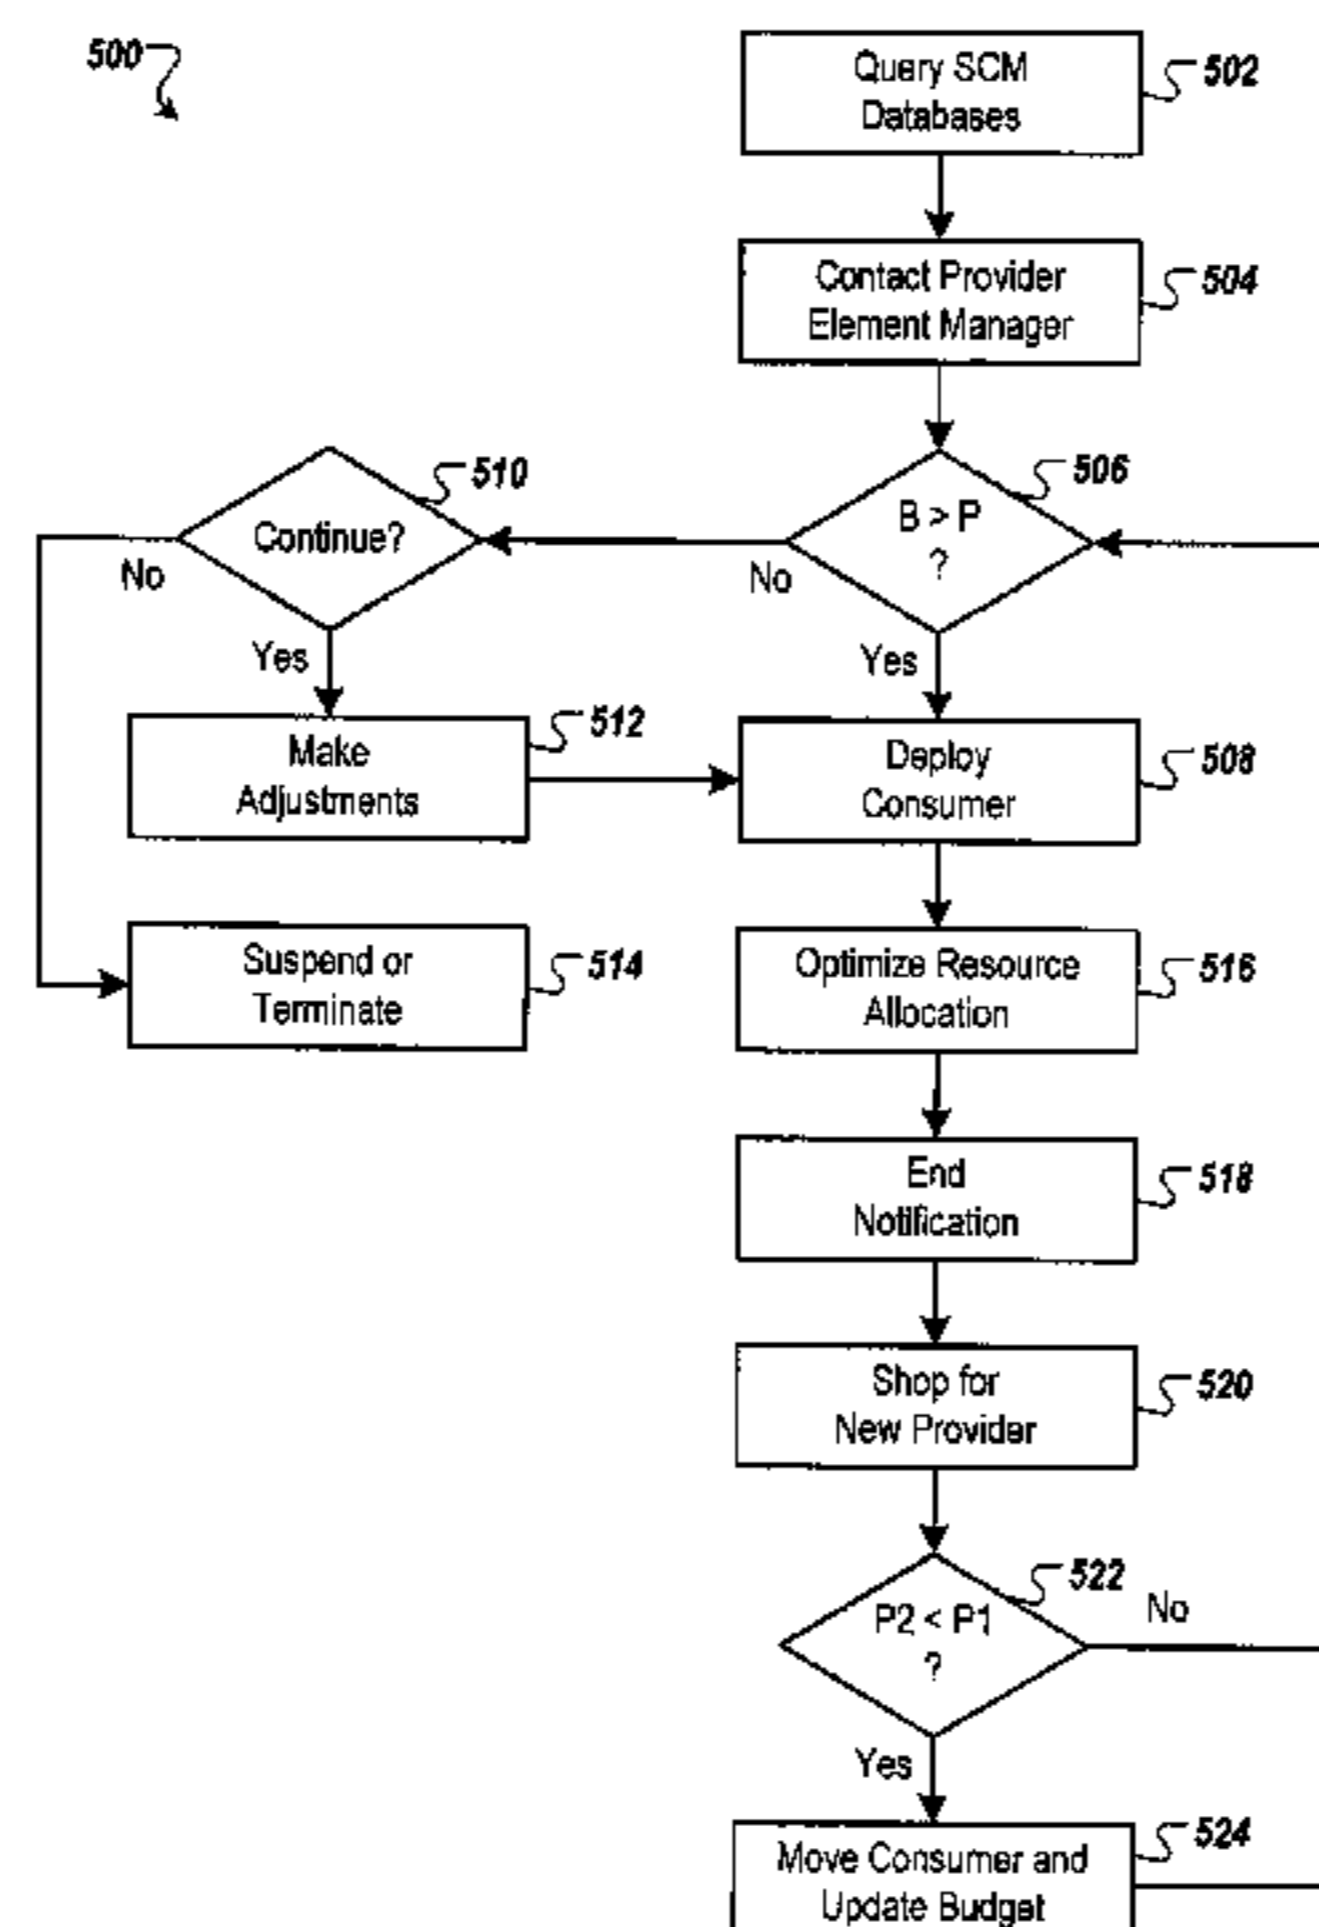 500
Query SCM
Databases
502
Contact Provider
Element Manager
504
B > P
?
506
No
Yes
Continue?
510
No
Yes
Make
Adjustments
512
Deploy
Consumer
508
Suspend or
Terminate
514
Optimize Resource
Allocation
516
End
Notification
518
Shop for
New Provider
520
P2 < P1
?
522
No
Yes
Move Consumer and
Update Budget
524